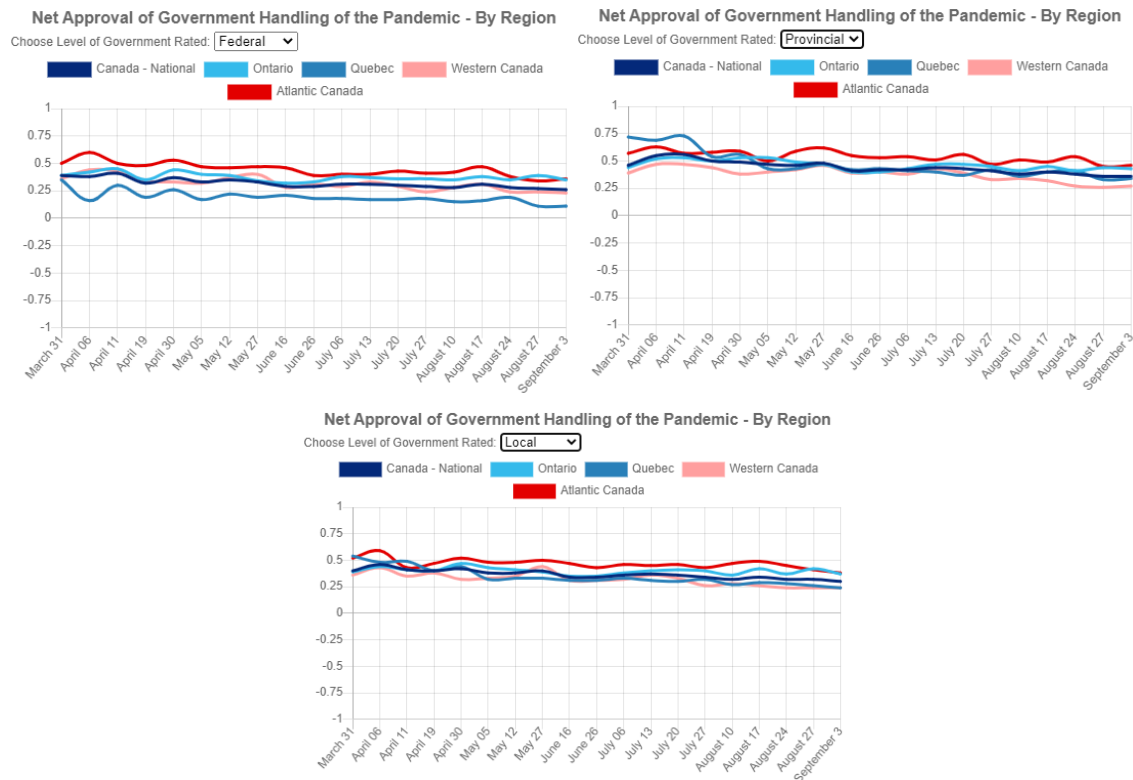 Net Approval of Government Handling of the Pandemic - By Region
Choose Level of Government Rated: Federal
Canada - National Ontario Quebec Western Canada
Atlantic Canada
1
0.75
0.5
0.25
0
-0.25
-0.5
-0.75
-1
March 31 April 06 April 11 April 19 April 30 May 05 May 12 May 27 June 16 June 26 July 06 July 13 July 20 July 27 August 10 August 17 August 24 August 27 September 3
Net Approval of Government Handling of the Pandemic - By Region
Choose Level of Government Rated: Provincial
Canada - National Ontario Quebec Western Canada
Atlantic Canada
1
0.75
0.5
0.25
0
-0.25
-0.5
-0.75
-1
March 31 April 06 April 11 April 19 April 30 May 05 May 12 May 27 June 16 June 26 July 06 July 13 July 20 July 27 August 10 August 17 August 24 August 27 September 3
Net Approval of Government Handling of the Pandemic - By Region
Choose Level of Government Rated: Local
Canada - National Ontario Quebec Western Canada
Atlantic Canada
1
0.75
0.5
0.25
0
-0.25
-0.5
-0.75
-1
March 31 April 06 April 11 April 19 April 30 May 05 May 12 May 27 June 16 June 26 July 06 July 13 July 20 July 27 August 10 August 17 August 24 August 27 September 3